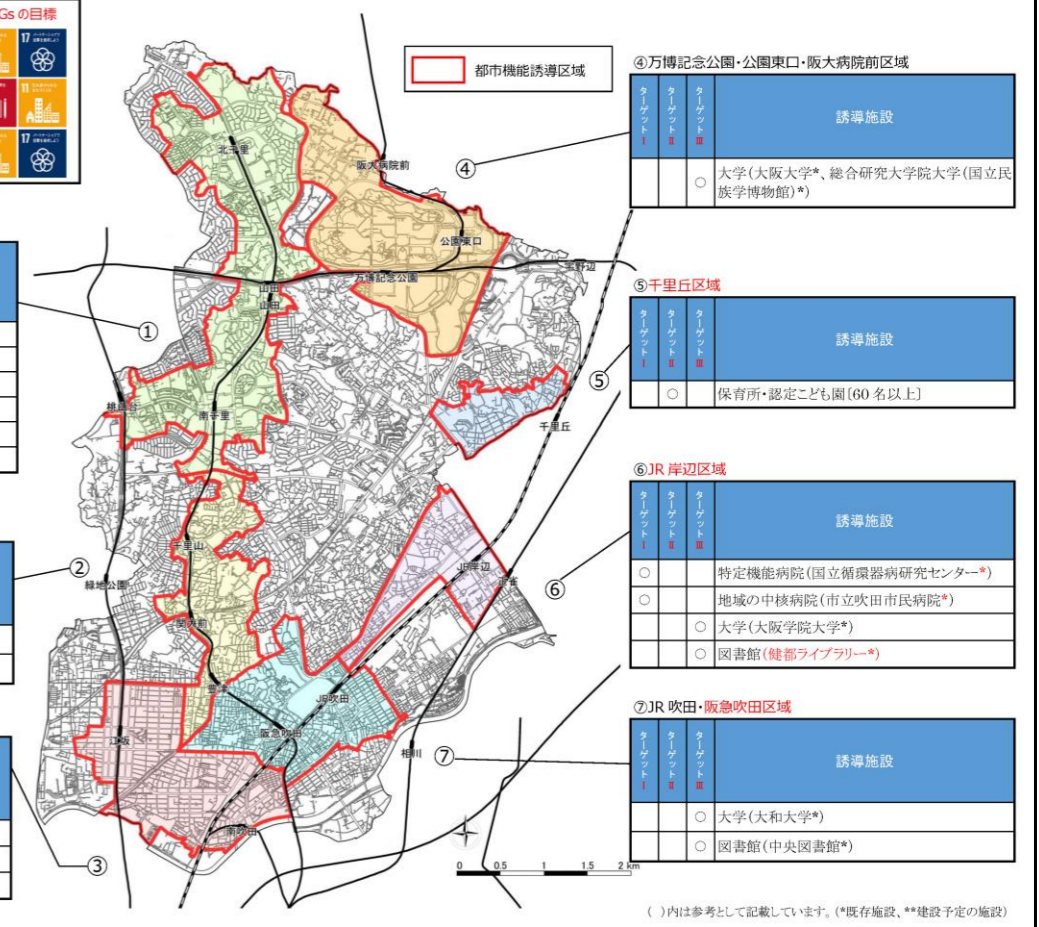 Gsの目標
17
11
17
都市機能誘導区域
北千里
阪大病院前
公園東口
万博記念公園
宇野辺
山田
山田
桃山台
南千里
千里丘
千里山
緑地公園
JR岸辺
正雀
関大前
豊津
JR吹田
阪急吹田
江坂
相川
南吹田
①
②
③
④
⑤
⑥
⑦
0 0.5 1 1.5 2 km
④万博記念公園・公園東口・阪大病院前区域
ターゲットⅠ ターゲットⅡ ターゲットⅢ 誘導施設
○ 大学(大阪大学*、総合研究大学院大学(国立民
族学博物館)*)
⑤千里丘区域
ターゲットⅠ ターゲットⅡ ターゲットⅢ 誘導施設
○ 保育所・認定こども園〔60名以上〕
⑥JR 岸辺区域
ターゲットⅠ ターゲットⅡ ターゲットⅢ 誘導施設
○ 特定機能病院(国立循環器病研究センター*)
○ 地域の中核病院(市立吹田市民病院*)
○ 大学(大阪学院大学*)
○ 図書館(健都ライブラリー*)
⑦JR 吹田・阪急吹田区域
ターゲットⅠ ターゲットⅡ ターゲットⅢ 誘導施設
○ 大学(大和大学*)
○ 図書館(中央図書館*)
( )内は参考として記載しています。(*既存施設、**建設予定の施設)